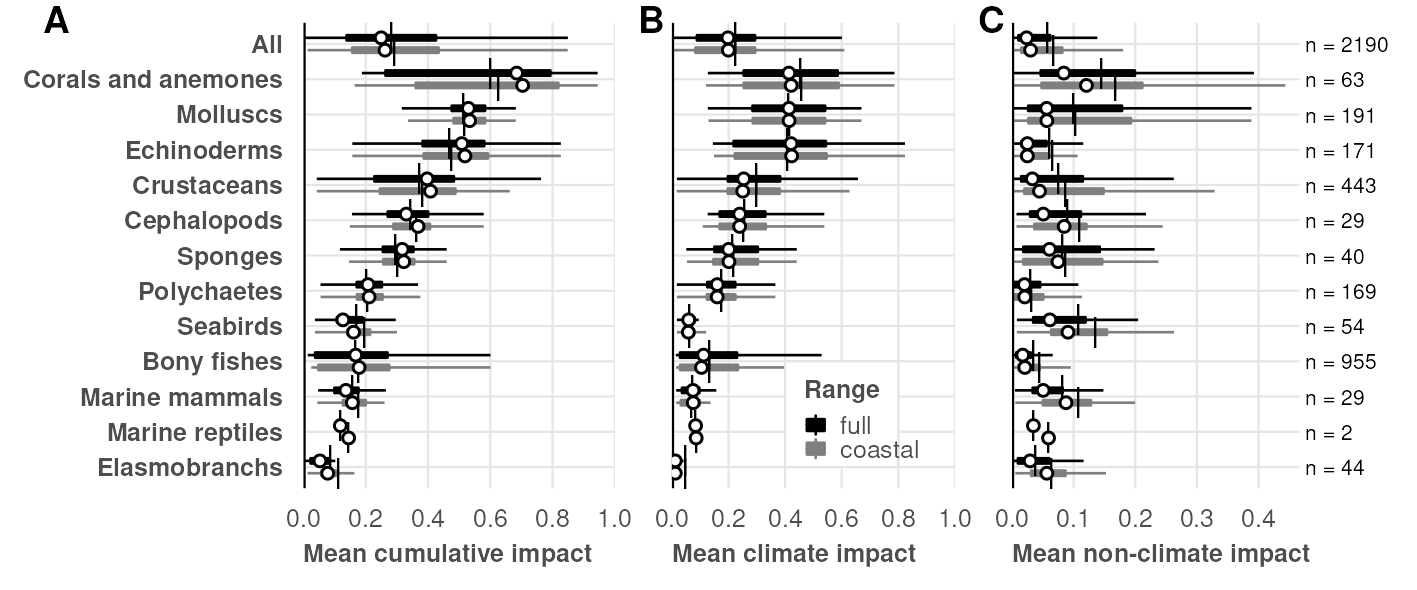 A B C
All n = 2190
Corals and anemones n = 63
Molluscs n = 191
Echinoderms n = 171
Crustaceans n = 443
Cephalopods n = 29
Sponges n = 40
Polychaetes n = 169
Seabirds n = 54
Bony fishes n = 955
Marine mammals n = 29
Marine reptiles n = 2
Elasmobranchs n = 44
Range
full
coastal
0.0 0.2 0.4 0.6 0.8 1.0 0.0 0.2 0.4 0.6 0.8 1.0 0.0 0.1 0.2 0.3 0.4
Mean cumulative impact Mean climate impact Mean non-climate impact